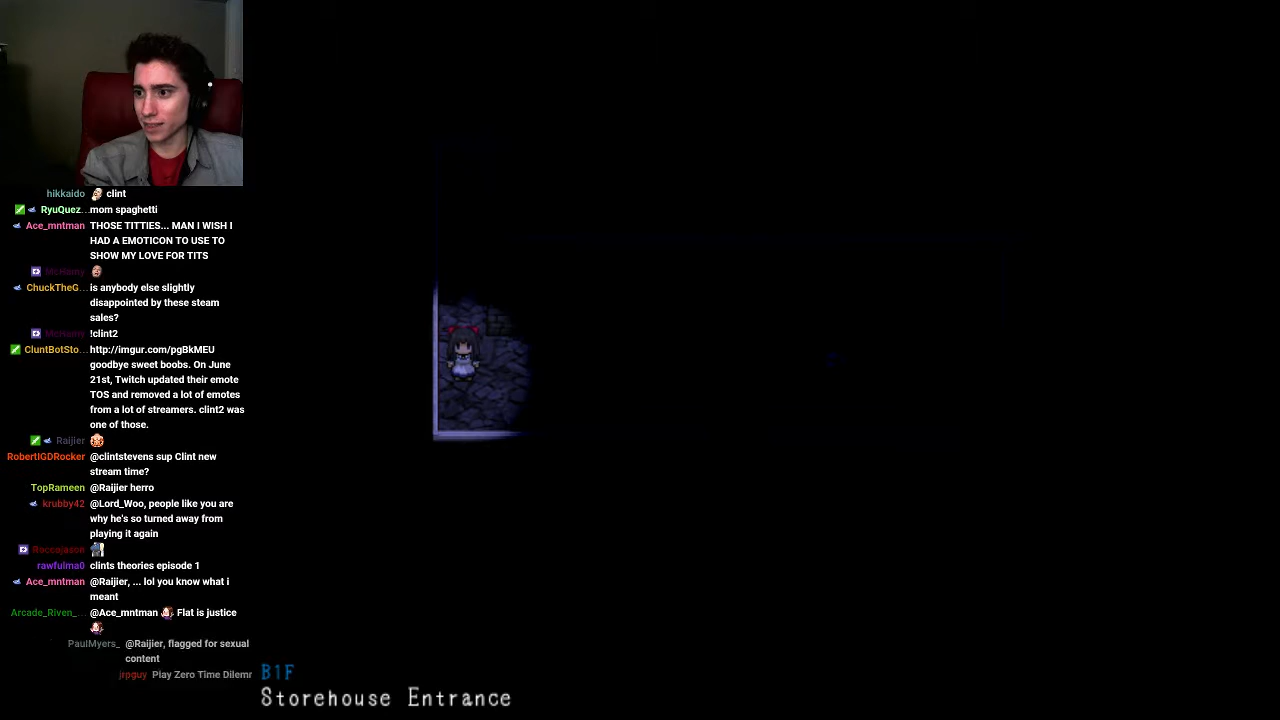 hikkaido clint
RyuQuez... mom spaghetti
Ace_mntman THOSE TITTIES... MAN I WISH I
HAD A EMOTICON TO USE TO
SHOW MY LOVE FOR TITS
McHarny
ChuckTheG... is anybody else slightly
disappointed by these steam
sales?
McHarny !clint2
CluntBotSto... http://imgur.com/pgBkMEU
goodbye sweet boobs. On June
21st, Twitch updated their emote
TOS and removed a lot of emotes
from a lot of streamers. clint2 was
one of those.
Raijier
RobertIGDRocker @clintstevens sup Clint new
stream time?
TopRameen @Raijier herro
krubby42 @Lord_Woo, people like you are
why he's so turned away from
playing it again
Roccojason
rawfulma0 clints theories episode 1
Ace_mntman @Raijier, ... lol you know what i
meant
Arcade_Riven_... @Ace_mntman Flat is justice
PaulMyers_ @Raijier, flagged for sexual
content
jrpguy Play Zero Time Dilemr
B1F
Storehouse Entrance